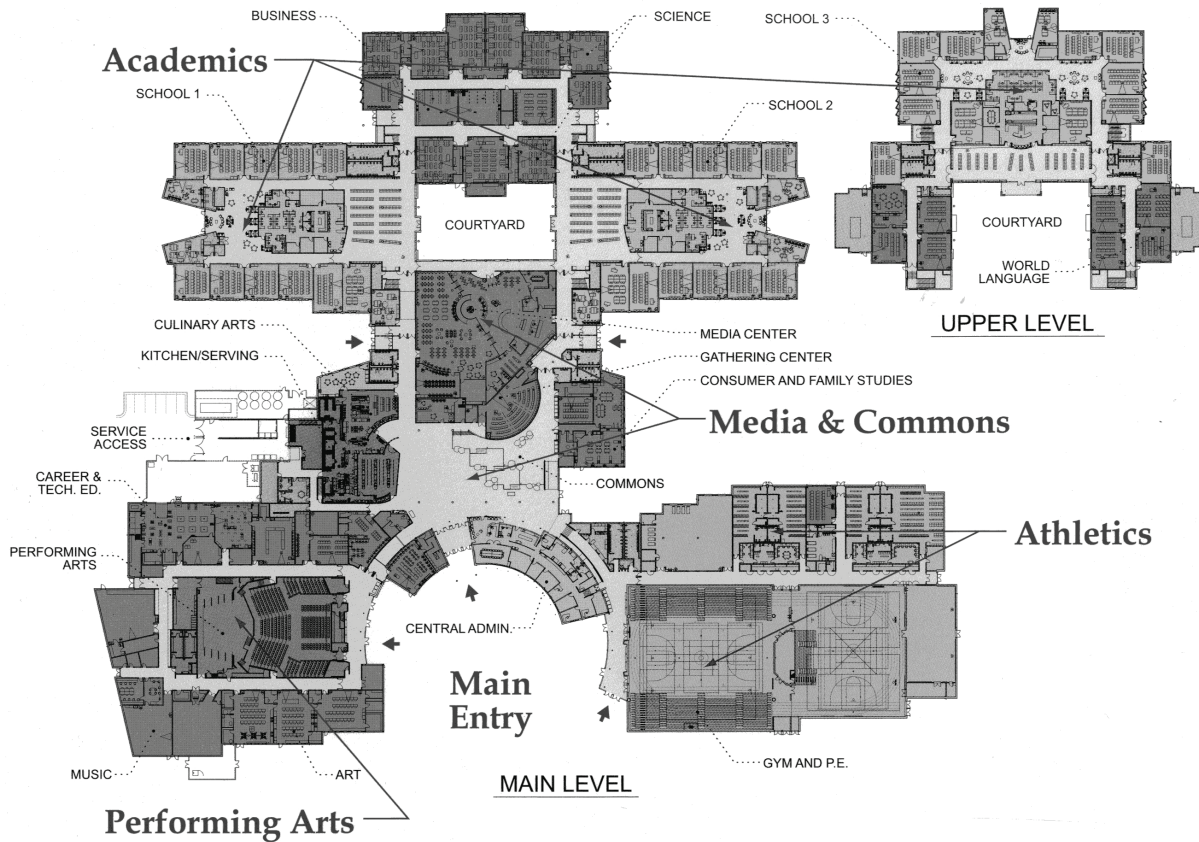 BUSINESS
SCIENCE
SCHOOL 3
Academics
SCHOOL 1
SCHOOL 2
COURTYARD
COURTYARD
WORLD
LANGUAGE
UPPER LEVEL
CULINARY ARTS
MEDIA CENTER
KITCHEN/SERVING
GATHERING CENTER
CONSUMER AND FAMILY STUDIES
Media & Commons
SERVICE
ACCESS
CAREER &
TECH. ED.
COMMONS
Athletics
PERFORMING
ARTS
CENTRAL ADMIN.
Main
Entry
MUSIC
ART
GYM AND P.E.
MAIN LEVEL
Performing Arts